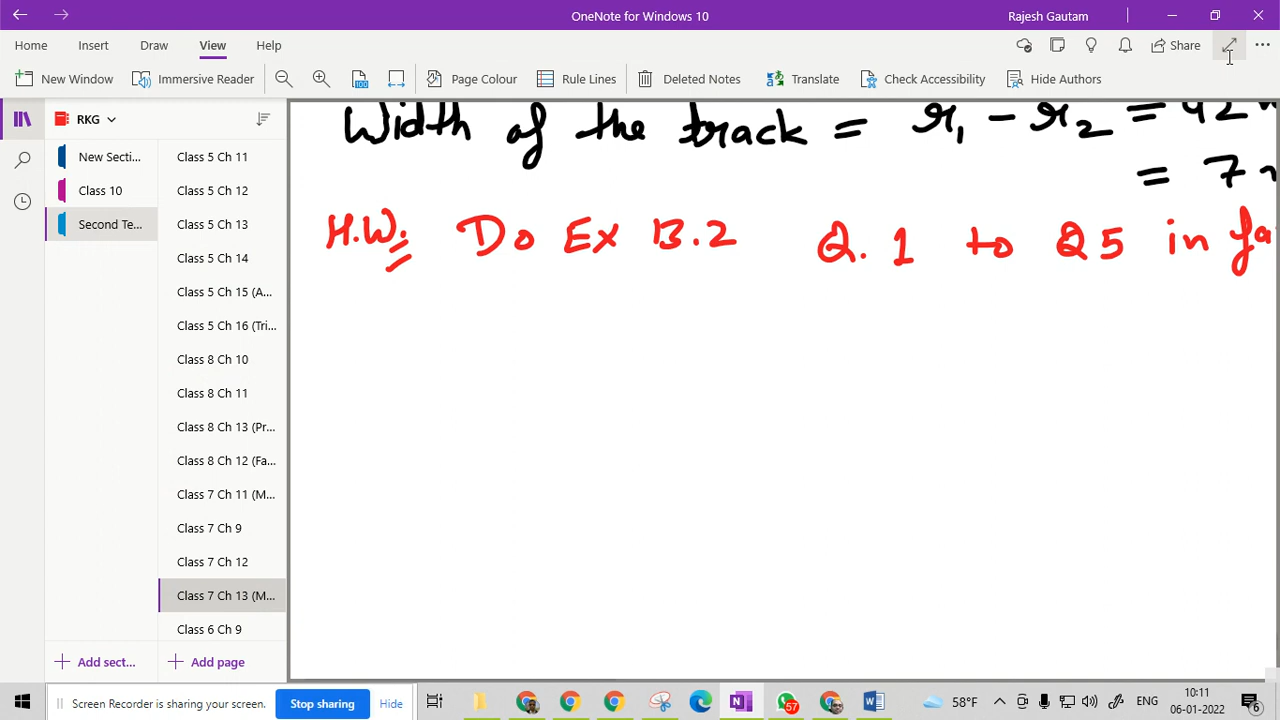 OneNote for Windows 10
Rajesh Gautam
Home Insert Draw View Help
Share
New Window Immersive Reader Page Colour Rule Lines Deleted Notes Translate Check Accessibility Hide Authors
RKG
New Secti...
Class 10
Second Te...
Class 5 Ch 11
Class 5 Ch 12
Class 5 Ch 13
Class 5 Ch 14
Class 5 Ch 15 (A...
Class 5 Ch 16 (Tri...
Class 8 Ch 10
Class 8 Ch 11
Class 8 Ch 13 (Pr...
Class 8 Ch 12 (Fa...
Class 7 Ch 11 (M...
Class 7 Ch 9
Class 7 Ch 12
Class 7 Ch 13 (M...
Class 6 Ch 9
Add sect...
Add page
Width of the track = r₁ - r₂ = 42
= 7
H.W. Do Ex 13.2 Q. 1 to Q 5 in fa
Screen Recorder is sharing your screen. Stop sharing Hide
57
58°F
ENG
10:11
06-01-2022
6